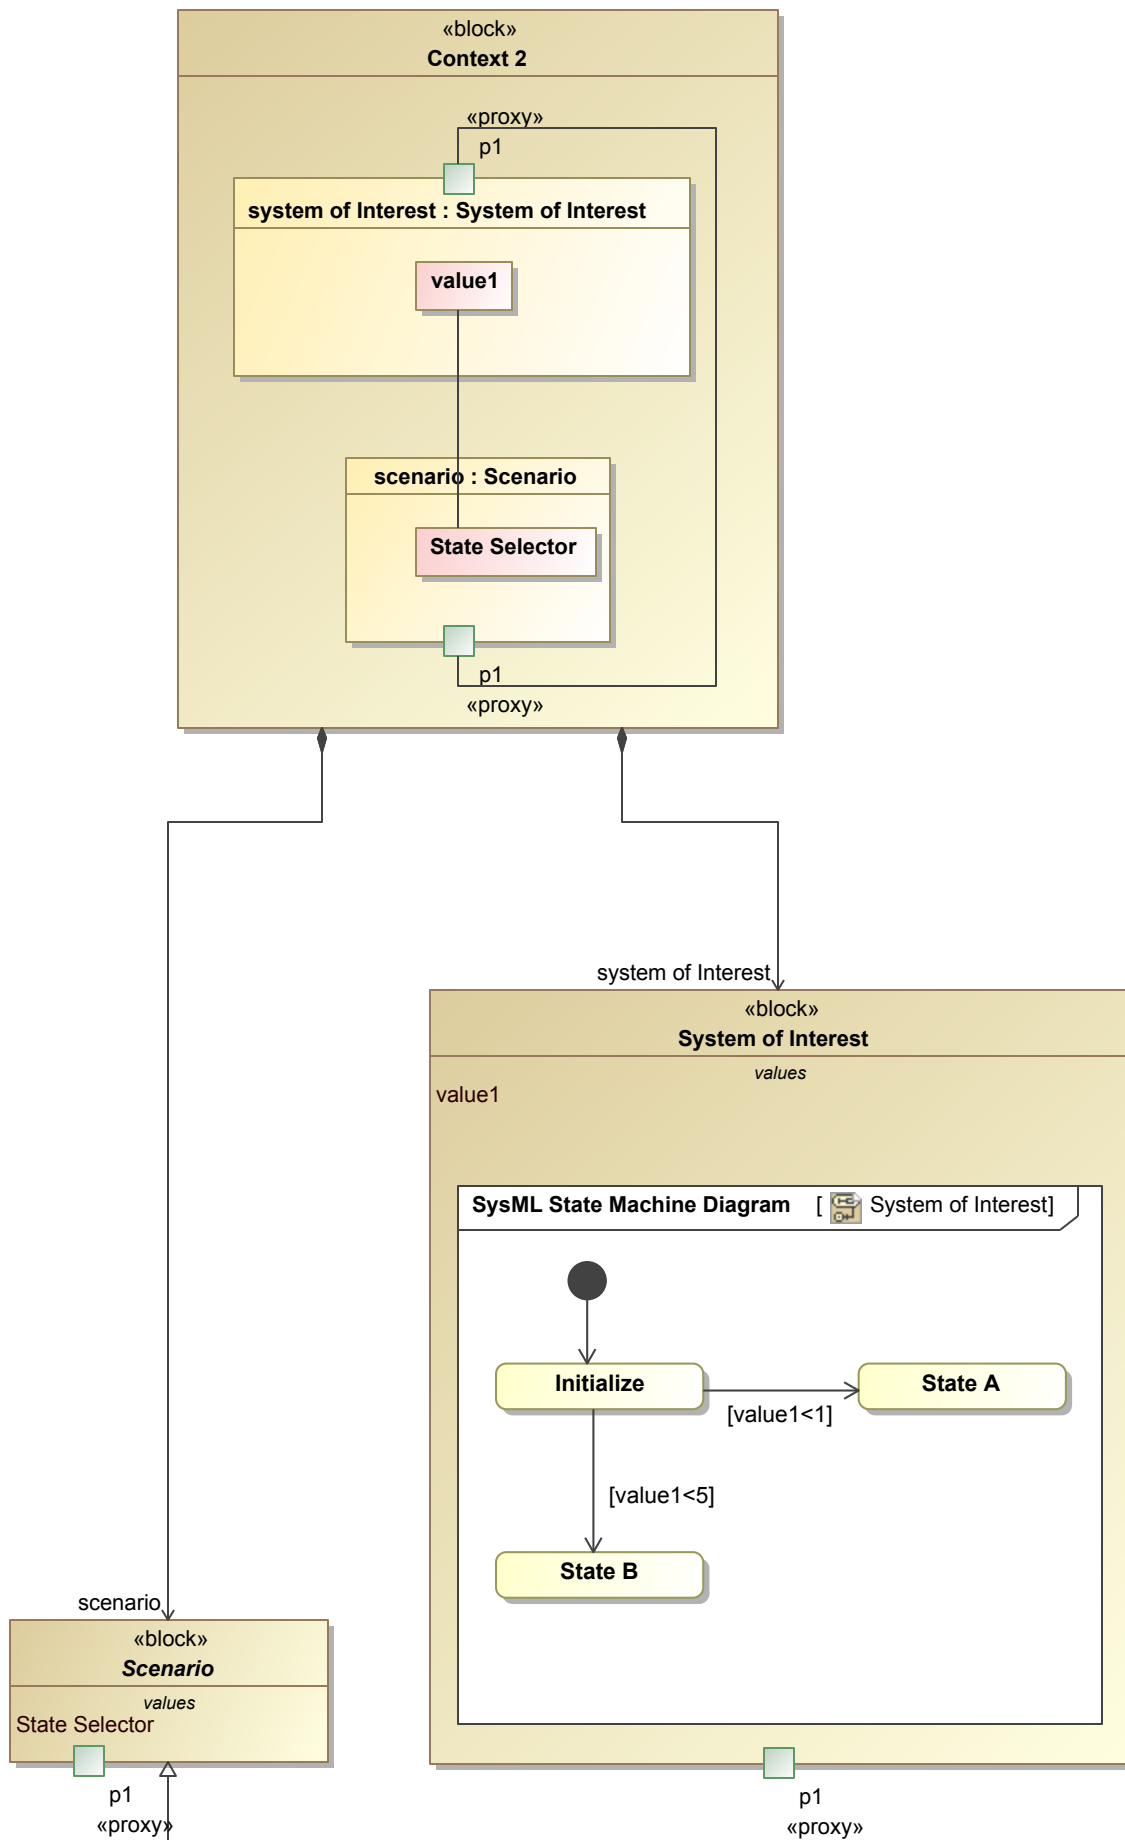 «block»
Context 2
«proxy»
p1
system of Interest : System of Interest
value1
scenario : Scenario
State Selector
p1
«proxy»
system of Interest
«block»
System of Interest
values
value1
SysML State Machine Diagram [ System of Interest]
Initialize
State A
[value1<1]
[value1<5]
State B
scenario
«block»
Scenario
values
State Selector
p1
«proxy»
p1
«proxy»